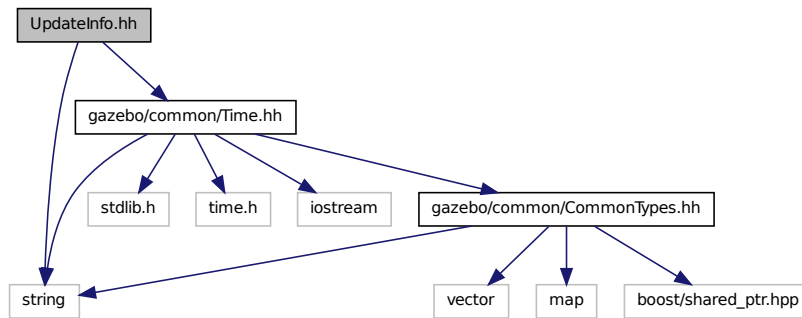 UpdateInfo.hh
gazebo/common/Time.hh
stdlib.h
time.h
iostream
gazebo/common/CommonTypes.hh
string
vector
map
boost/shared_ptr.hpp